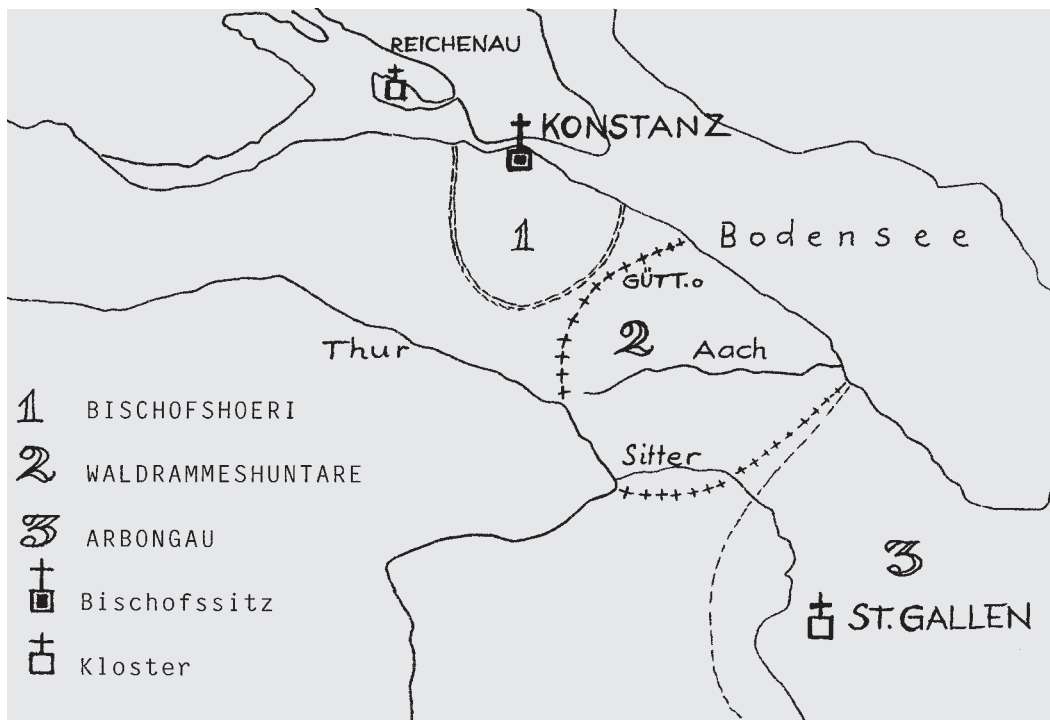 REICHENAU
KONSTANZ
1
Bodensee
GÜTT.
2
Thur
Aach
1 BISCHOFSHOERI
Sitter
2 WALDRAMMESHUNTARE
3 ARBONGAU
3
Bischofssitz
ST. GALLEN
Kloster